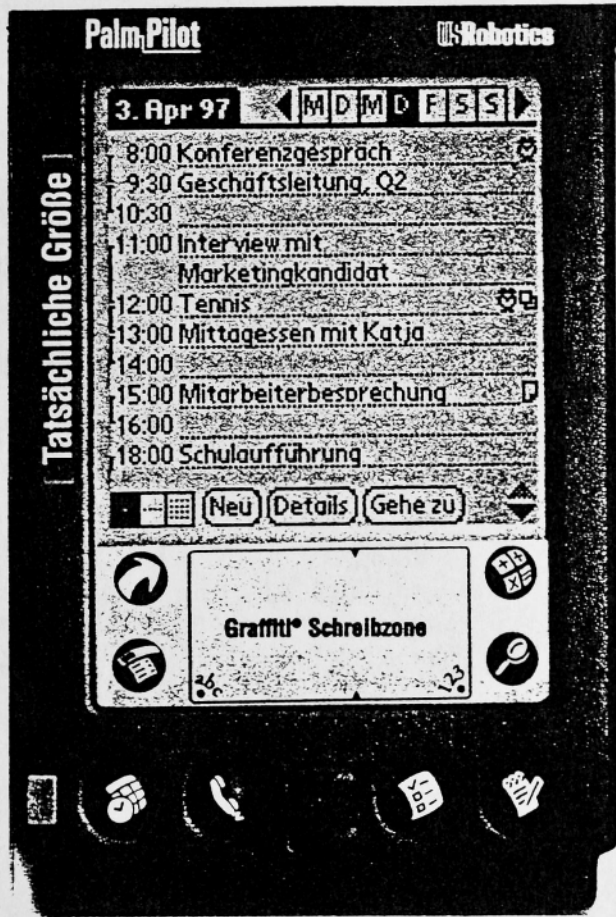 PalmPilot
U.S. Robotics
[ Tatsächliche Größe ]
3. Apr 97
M D M D F S S
8:00 Konferenzgespräch
9:30 Geschäftsleitung, Q2
10:30
11:00 Interview mit
Marketingkandidat
12:00 Tennis
13:00 Mittagessen mit Katja
14:00
15:00 Mitarbeiterbesprechung
16:00
18:00 Schulaufführung
Neu Details Gehe zu
Graffiti® Schreibzone
abc
123